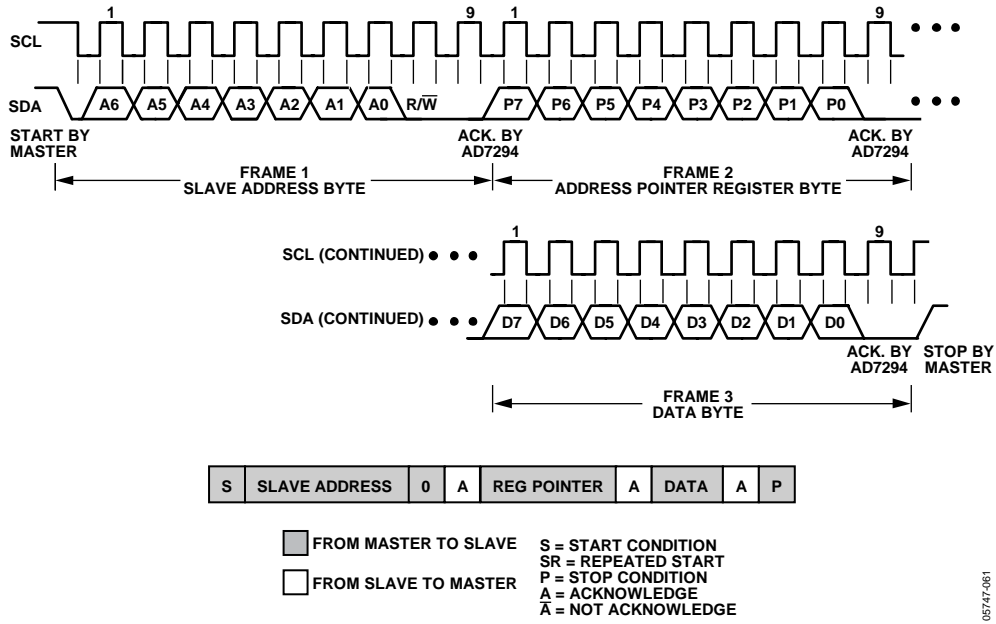 1 9 1 9
SCL
SDA A6 A5 A4 A3 A2 A1 A0 R/W̅ P7 P6 P5 P4 P3 P2 P1 P0
START BY
MASTER
ACK. BY
AD7294
ACK. BY
AD7294
FRAME 1
SLAVE ADDRESS BYTE
FRAME 2
ADDRESS POINTER REGISTER BYTE
1 9
SCL (CONTINUED)
SDA (CONTINUED) D7 D6 D5 D4 D3 D2 D1 D0
ACK. BY
AD7294
STOP BY
MASTER
FRAME 3
DATA BYTE
S SLAVE ADDRESS 0 A REG POINTER A DATA A P
FROM MASTER TO SLAVE
FROM SLAVE TO MASTER
S = START CONDITION
SR = REPEATED START
P = STOP CONDITION
A = ACKNOWLEDGE
A̅ = NOT ACKNOWLEDGE
05747-061